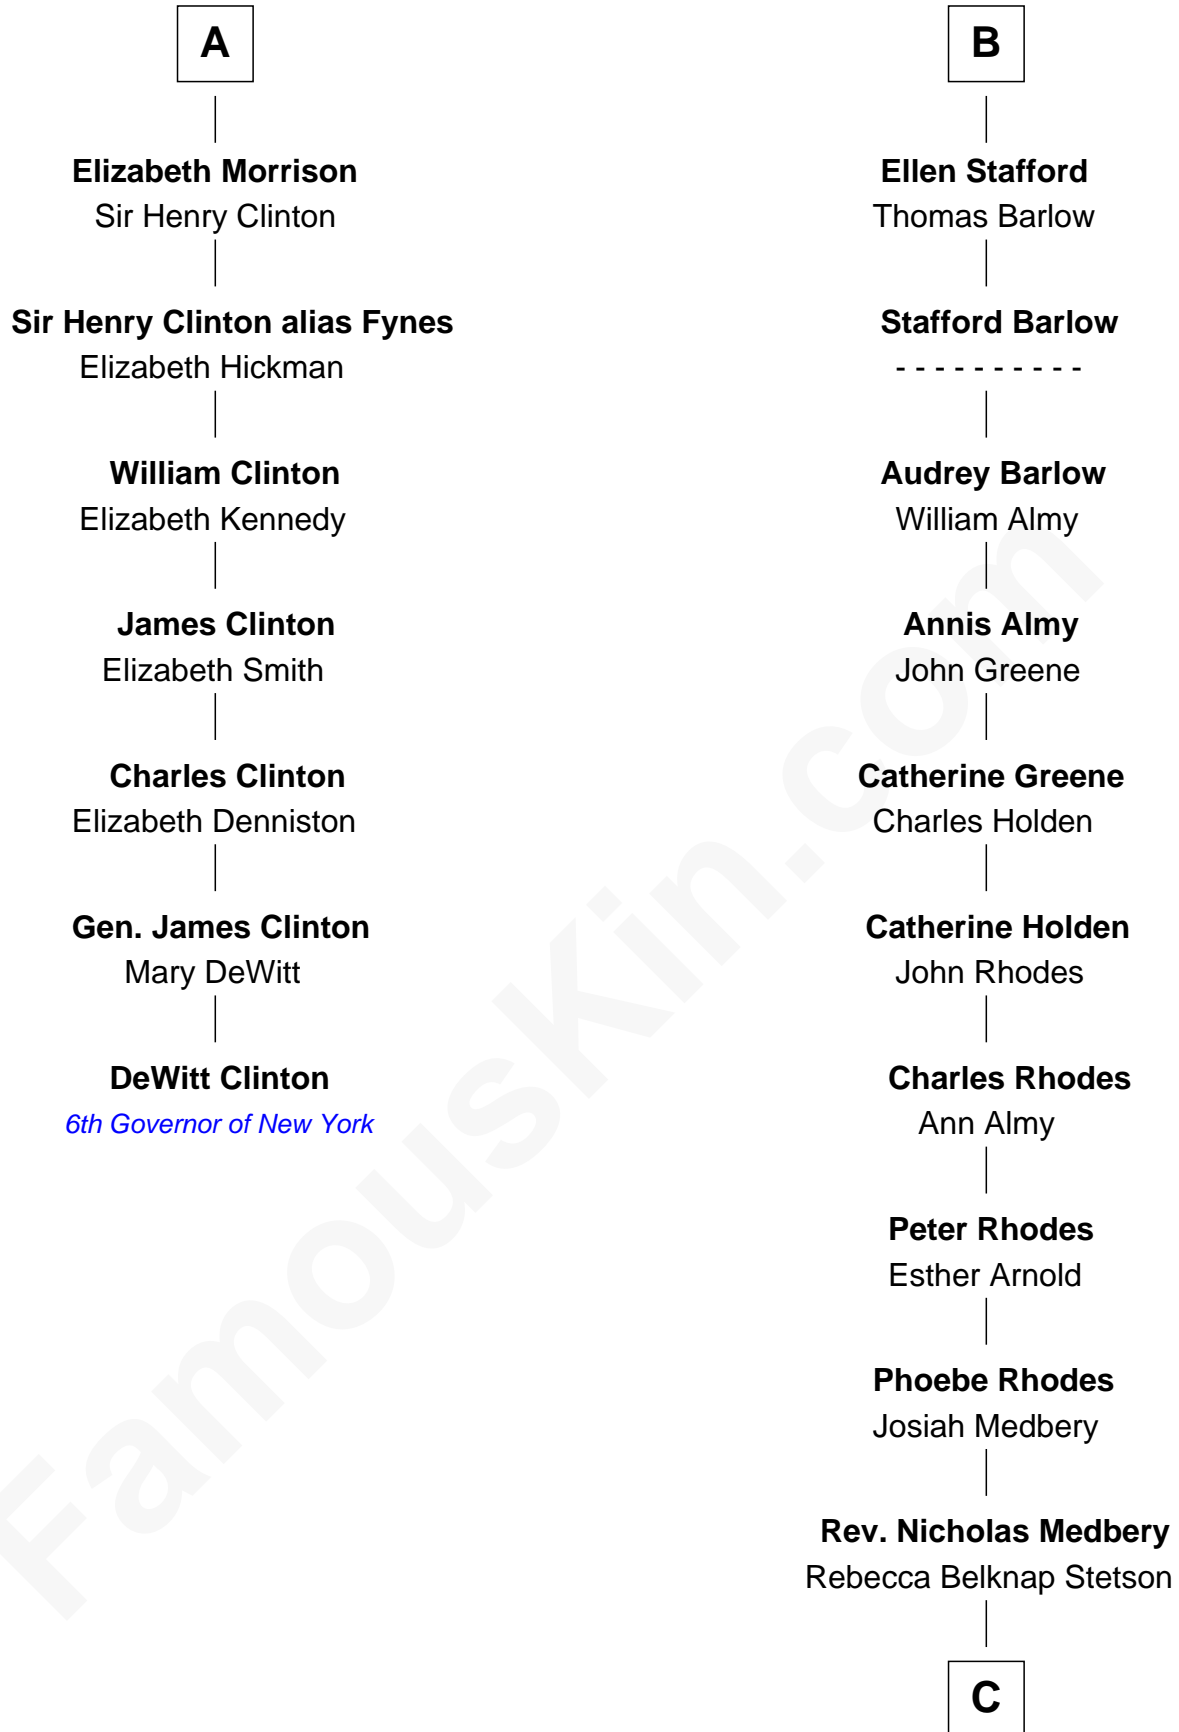 A
Elizabeth Morrison
Sir Henry Clinton
Sir Henry Clinton alias Fynes
Elizabeth Hickman
William Clinton
Elizabeth Kennedy
James Clinton
Elizabeth Smith
Charles Clinton
Elizabeth Denniston
Gen. James Clinton
Mary DeWitt
DeWitt Clinton
6th Governor of New York
B
Ellen Stafford
Thomas Barlow
Stafford Barlow
- - - - - - - - - -
Audrey Barlow
William Almy
Annis Almy
John Greene
Catherine Greene
Charles Holden
Catherine Holden
John Rhodes
Charles Rhodes
Ann Almy
Peter Rhodes
Esther Arnold
Phoebe Rhodes
Josiah Medbery
Rev. Nicholas Medbery
Rebecca Belknap Stetson
C
FamousKin.com